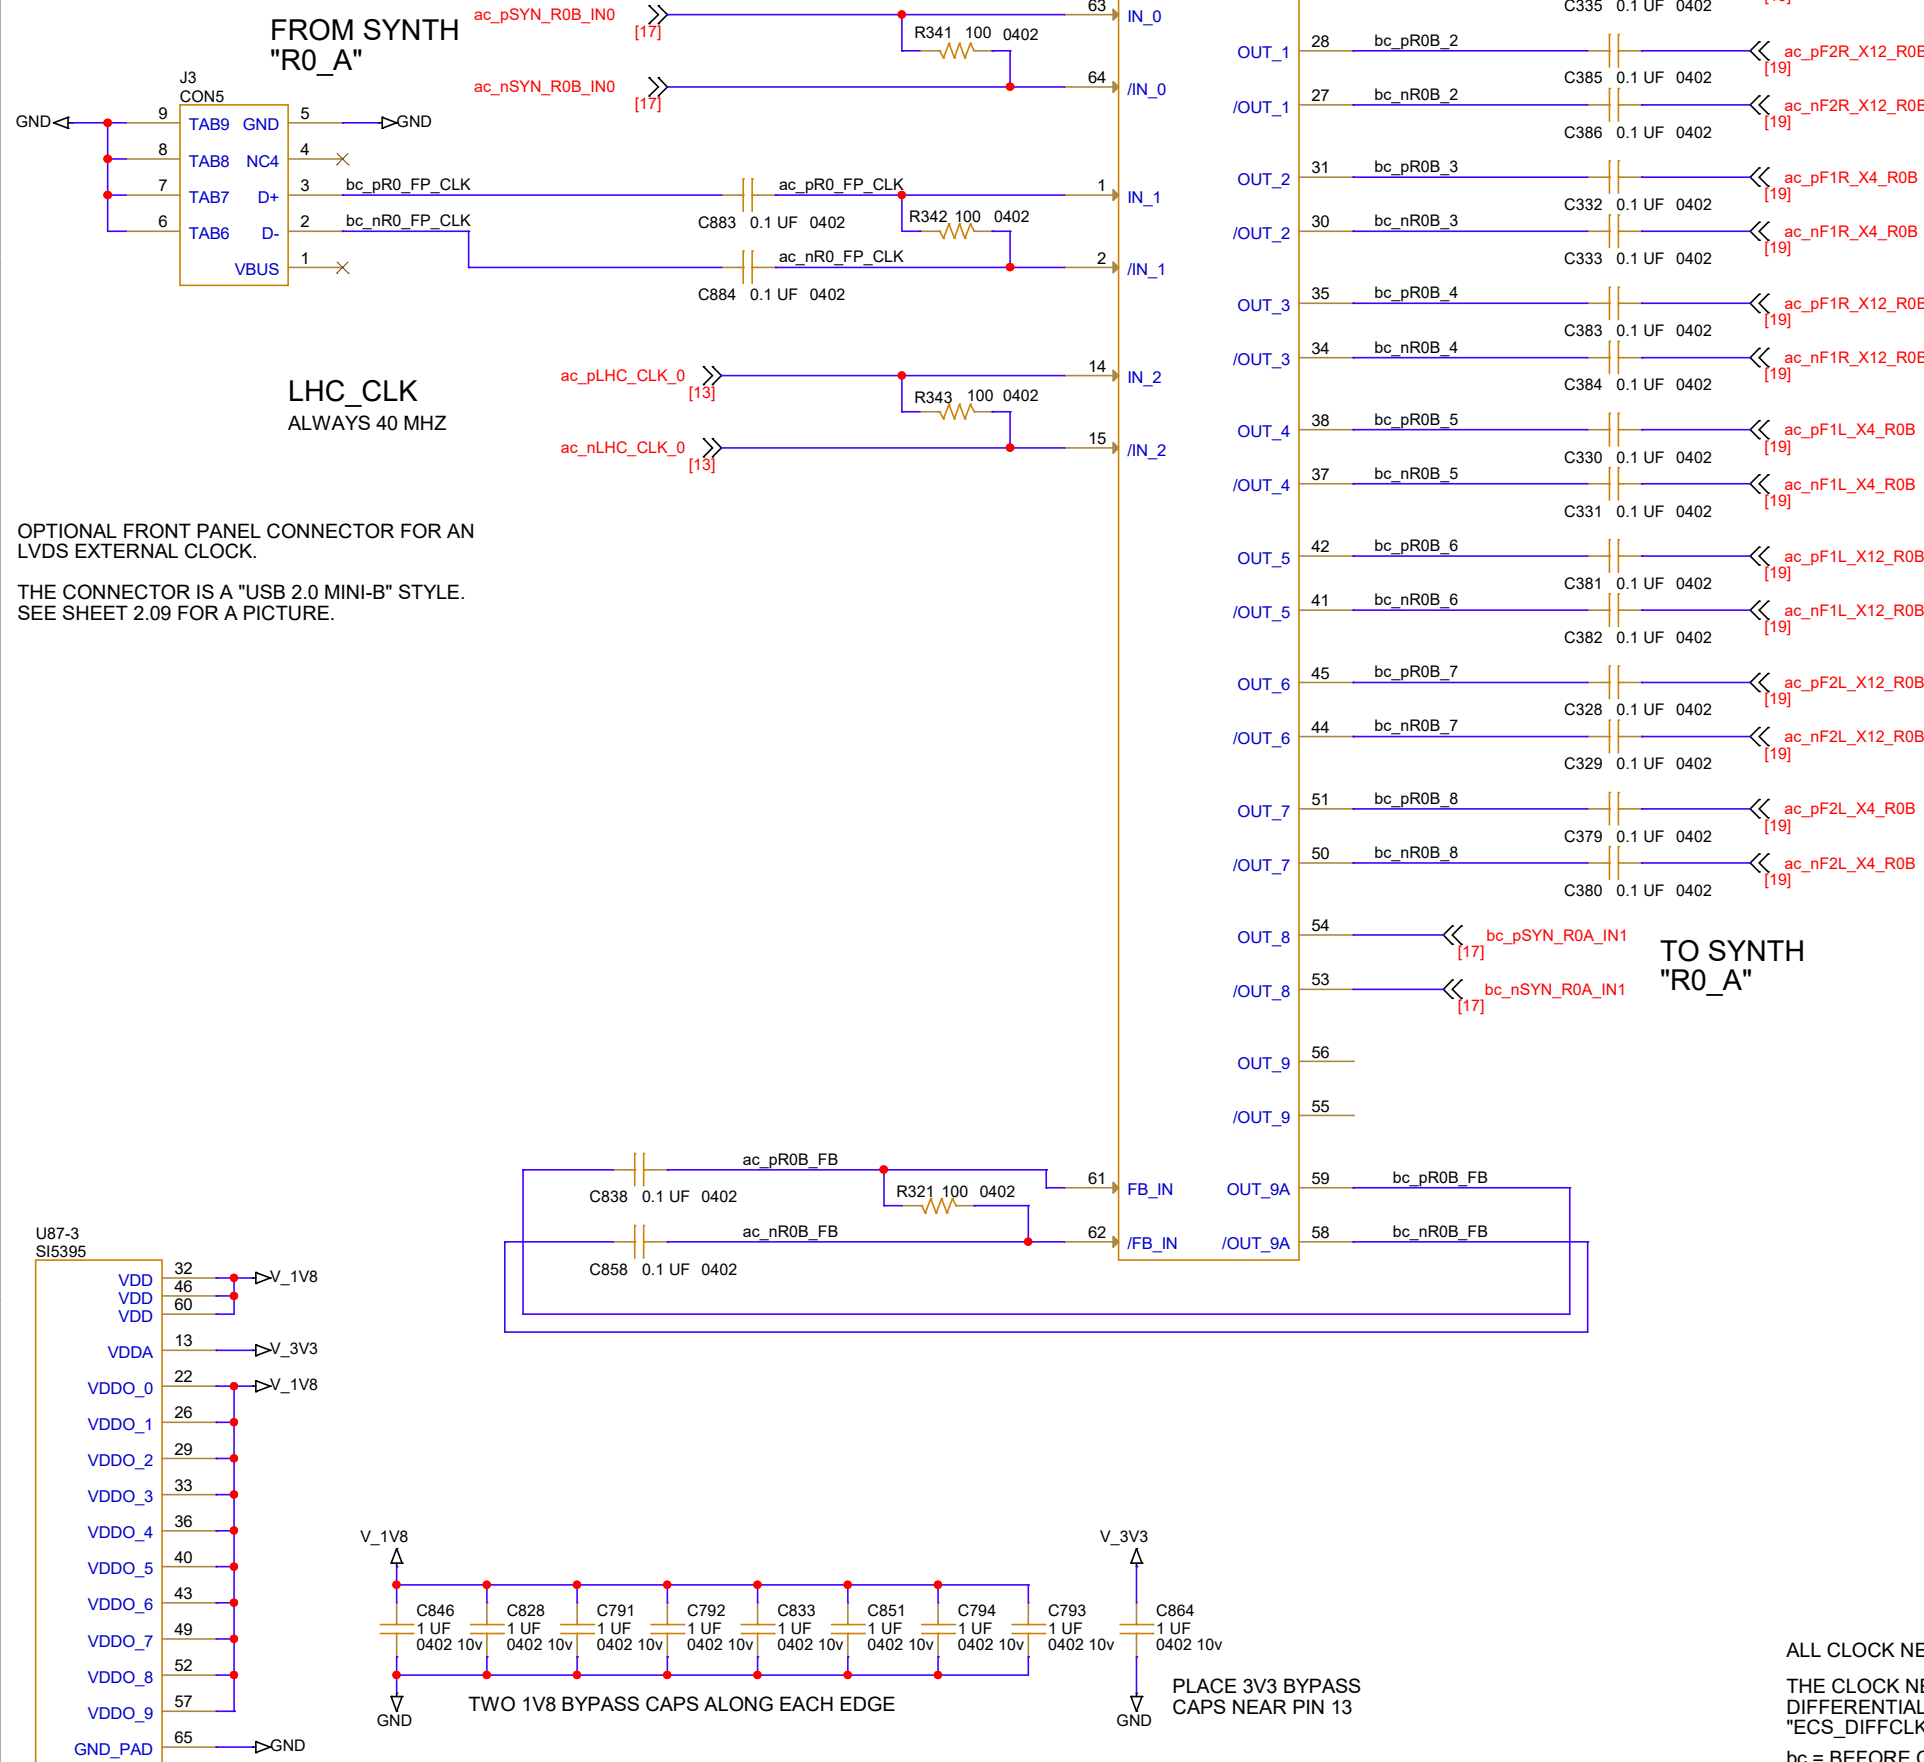 FROM SYNTH
"R0_A"
ac_pSYN_R0B_IN0
[17]
ac_nSYN_R0B_IN0
[17]
R341 100 0402
63 IN_0
64 /IN_0
J3
CON5
GND
9 TAB9 GND 5 GND
8 TAB8 NC4 4
7 TAB7 D+ 3 bc_pR0_FP_CLK
6 TAB6 D- 2 bc_nR0_FP_CLK
VBUS 1
ac_pR0_FP_CLK
C883 0.1 UF 0402
R342 100 0402
ac_nR0_FP_CLK
C884 0.1 UF 0402
1 IN_1
2 /IN_1
LHC_CLK
ALWAYS 40 MHZ
ac_pLHC_CLK_0
[13]
ac_nLHC_CLK_0
[13]
R343 100 0402
14 IN_2
15 /IN_2
OPTIONAL FRONT PANEL CONNECTOR FOR AN
LVDS EXTERNAL CLOCK.
THE CONNECTOR IS A "USB 2.0 MINI-B" STYLE.
SEE SHEET 2.09 FOR A PICTURE.
C335 0.1 UF 0402
OUT_1 28 bc_pR0B_2
C385 0.1 UF 0402
ac_pF2R_X12_R0B
[19]
/OUT_1 27 bc_nR0B_2
C386 0.1 UF 0402
ac_nF2R_X12_R0B
[19]
OUT_2 31 bc_pR0B_3
C332 0.1 UF 0402
ac_pF1R_X4_R0B
[19]
/OUT_2 30 bc_nR0B_3
C333 0.1 UF 0402
ac_nF1R_X4_R0B
[19]
OUT_3 35 bc_pR0B_4
C383 0.1 UF 0402
ac_pF1R_X12_R0B
[19]
/OUT_3 34 bc_nR0B_4
C384 0.1 UF 0402
ac_nF1R_X12_R0B
[19]
OUT_4 38 bc_pR0B_5
C330 0.1 UF 0402
ac_pF1L_X4_R0B
[19]
/OUT_4 37 bc_nR0B_5
C331 0.1 UF 0402
ac_nF1L_X4_R0B
[19]
OUT_5 42 bc_pR0B_6
C381 0.1 UF 0402
ac_pF1L_X12_R0B
[19]
/OUT_5 41 bc_nR0B_6
C382 0.1 UF 0402
ac_nF1L_X12_R0B
[19]
OUT_6 45 bc_pR0B_7
C328 0.1 UF 0402
ac_pF2L_X12_R0B
[19]
/OUT_6 44 bc_nR0B_7
C329 0.1 UF 0402
ac_nF2L_X12_R0B
[19]
OUT_7 51 bc_pR0B_8
C379 0.1 UF 0402
ac_pF2L_X4_R0B
[19]
/OUT_7 50 bc_nR0B_8
C380 0.1 UF 0402
ac_nF2L_X4_R0B
[19]
OUT_8 54
bc_pSYN_R0A_IN1
[17]
/OUT_8 53
bc_nSYN_R0A_IN1
[17]
TO SYNTH
"R0_A"
OUT_9 56
/OUT_9 55
ac_pR0B_FB
C838 0.1 UF 0402
R321 100 0402
ac_nR0B_FB
C858 0.1 UF 0402
61 FB_IN OUT_9A 59 bc_pR0B_FB
62 /FB_IN /OUT_9A 58 bc_nR0B_FB
U87-3
SI5395
VDD 32 V_1V8
VDD 46
VDD 60
VDDA 13 V_3V3
VDDO_0 22 V_1V8
VDDO_1 26
VDDO_2 29
VDDO_3 33
VDDO_4 36
VDDO_5 40
VDDO_6 43
VDDO_7 49
VDDO_8 52
VDDO_9 57
GND_PAD 65 GND
V_1V8
C846 C828 C791 C792 C833 C851 C794 C793
1 UF 1 UF 1 UF 1 UF 1 UF 1 UF 1 UF 1 UF
0402 10v 0402 10v 0402 10v 0402 10v 0402 10v 0402 10v 0402 10v 0402 10v
GND
TWO 1V8 BYPASS CAPS ALONG EACH EDGE
V_3V3
C864
1 UF
0402 10v
GND
PLACE 3V3 BYPASS
CAPS NEAR PIN 13
ALL CLOCK NE
THE CLOCK NE
DIFFERENTIAL
"ECS_DIFFCLK
bc = BEFORE